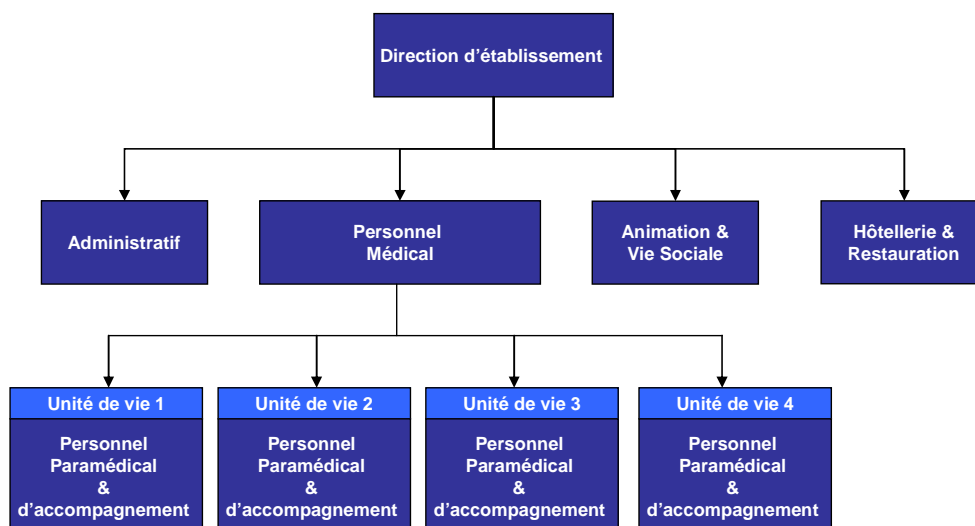 Direction d'établissement
Administratif
Personnel
Médical
Animation &
Vie Sociale
Hôtellerie &
Restauration
Unité de vie 1
Personnel
Paramédical
&
d'accompagnement
Unité de vie 2
Personnel
Paramédical
&
d'accompagnement
Unité de vie 3
Personnel
Paramédical
&
d'accompagnement
Unité de vie 4
Personnel
Paramédical
&
d'accompagnement